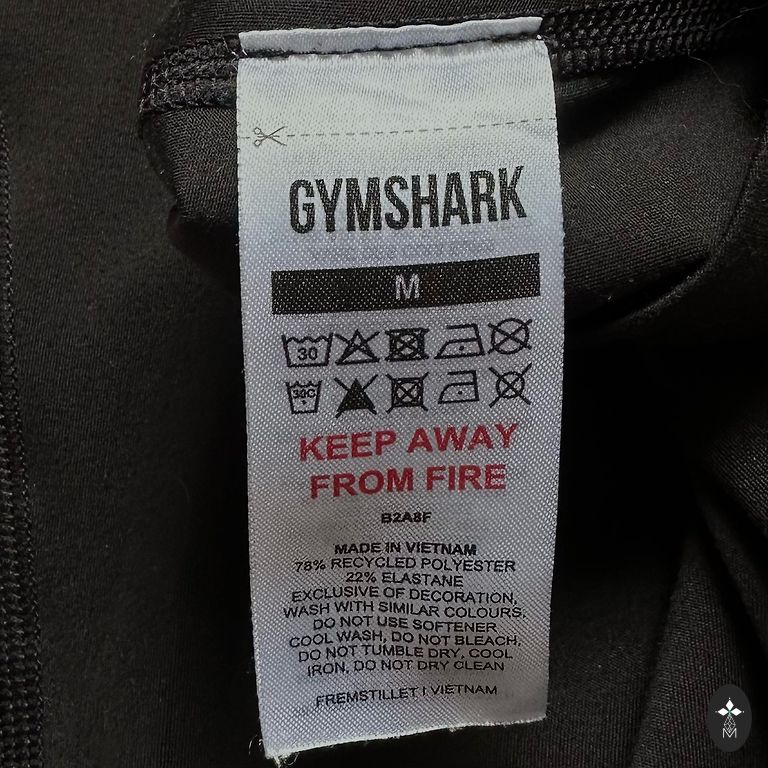 GYMSHARK
M
30
30C
KEEP AWAY
FROM FIRE
B2A8F
MADE IN VIETNAM
78% RECYCLED POLYESTER
22% ELASTANE
EXCLUSIVE OF DECORATION,
WASH WITH SIMILAR COLOURS,
DO NOT USE SOFTENER
COOL WASH, DO NOT BLEACH,
DO NOT TUMBLE DRY, COOL
IRON, DO NOT DRY CLEAN
FREMSTILLET I VIETNAM
M